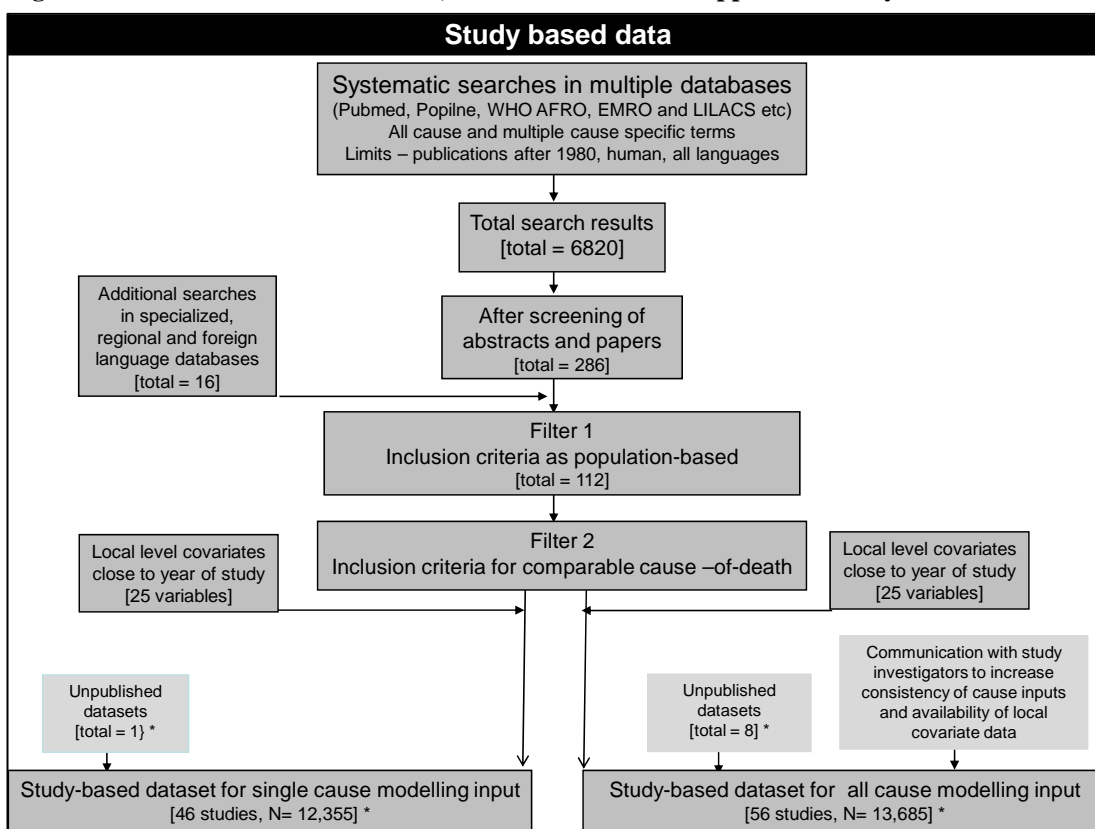 Study based data
Systematic searches in multiple databases
(Pubmed, Popilne, WHO AFRO, EMRO and LILACS etc)
All cause and multiple cause specific terms
Limits – publications after 1980, human, all languages
Total search results
[total = 6820]
Additional searches
in specialized,
regional and foreign
language databases
[total = 16]
After screening of
abstracts and papers
[total = 286]
Filter 1
Inclusion criteria as population-based
[total = 112]
Filter 2
Inclusion criteria for comparable cause –of-death
Local level covariates
close to year of study
[25 variables]
Local level covariates
close to year of study
[25 variables]
Unpublished
datasets
[total = 1} *
Unpublished
datasets
[total = 8] *
Communication with study
investigators to increase
consistency of cause inputs
and availability of local
covariate data
Study-based dataset for single cause modelling input
[46 studies, N= 12,355] *
Study-based dataset for  all cause modelling input
[56 studies, N= 13,685] *